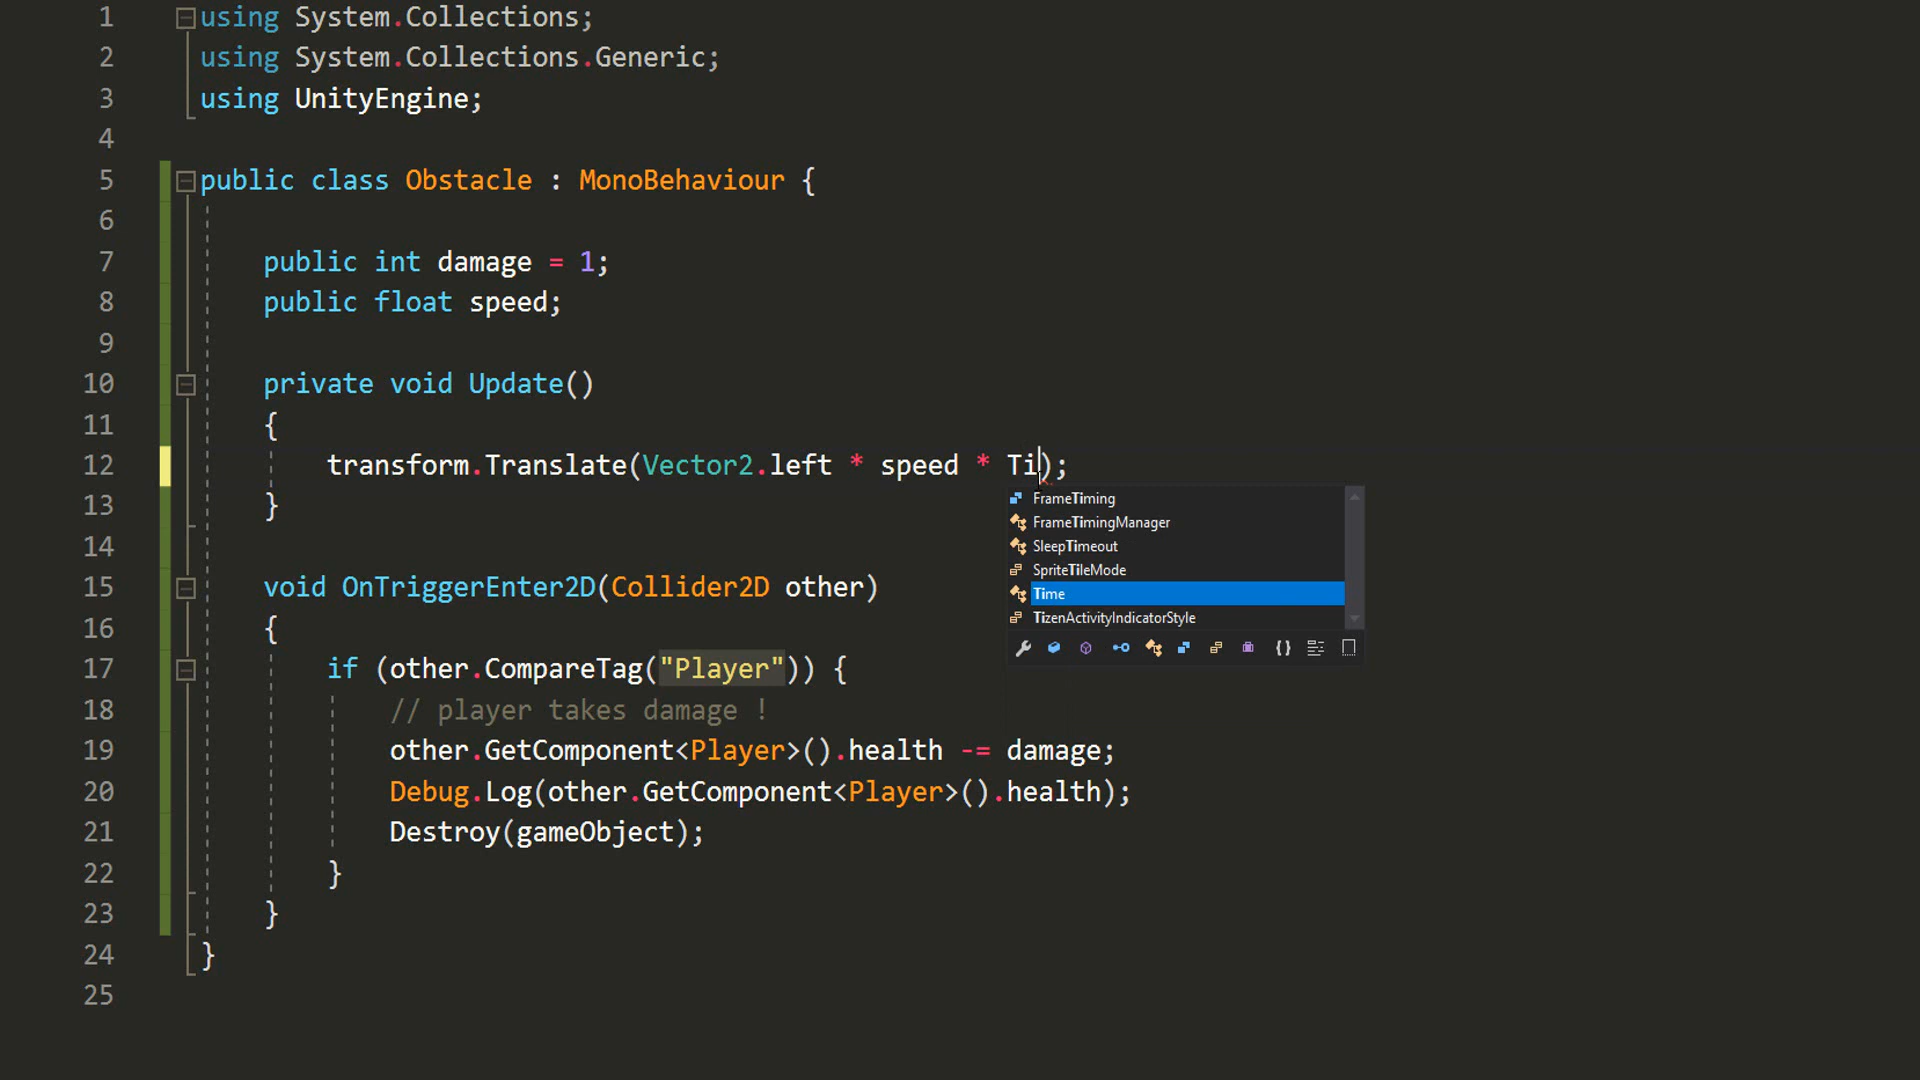 1 using System.Collections;
2 using System.Collections.Generic;
3 using UnityEngine;
4
5 public class Obstacle : MonoBehaviour {
6
7 public int damage = 1;
8 public float speed;
9
10 private void Update()
11 {
12 transform.Translate(Vector2.left * speed * Ti);
13 }
FrameTiming
FrameTimingManager
SleepTimeout
SpriteTileMode
Time
TizenActivityIndicatorStyle
14
15 void OnTriggerEnter2D(Collider2D other)
16 {
17 if (other.CompareTag("Player")) {
18 // player takes damage !
19 other.GetComponent<Player>().health -= damage;
20 Debug.Log(other.GetComponent<Player>().health);
21 Destroy(gameObject);
22 }
23 }
24 }
25